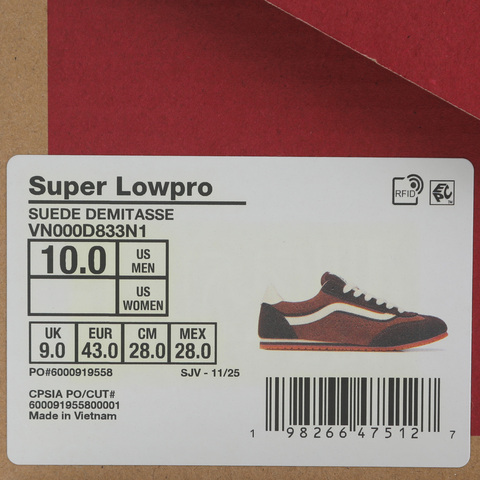 Super Lowpro
RFID
SUEDE DEMITASSE
VN000D833N1
10.0 US MEN
US WOMEN
UK EUR CM MEX
9.0 43.0 28.0 28.0
PO#6000919558 SJV - 11/25
CPSIA PO/CUT#
600091955800001
Made in Vietnam
1 98266 47512 7